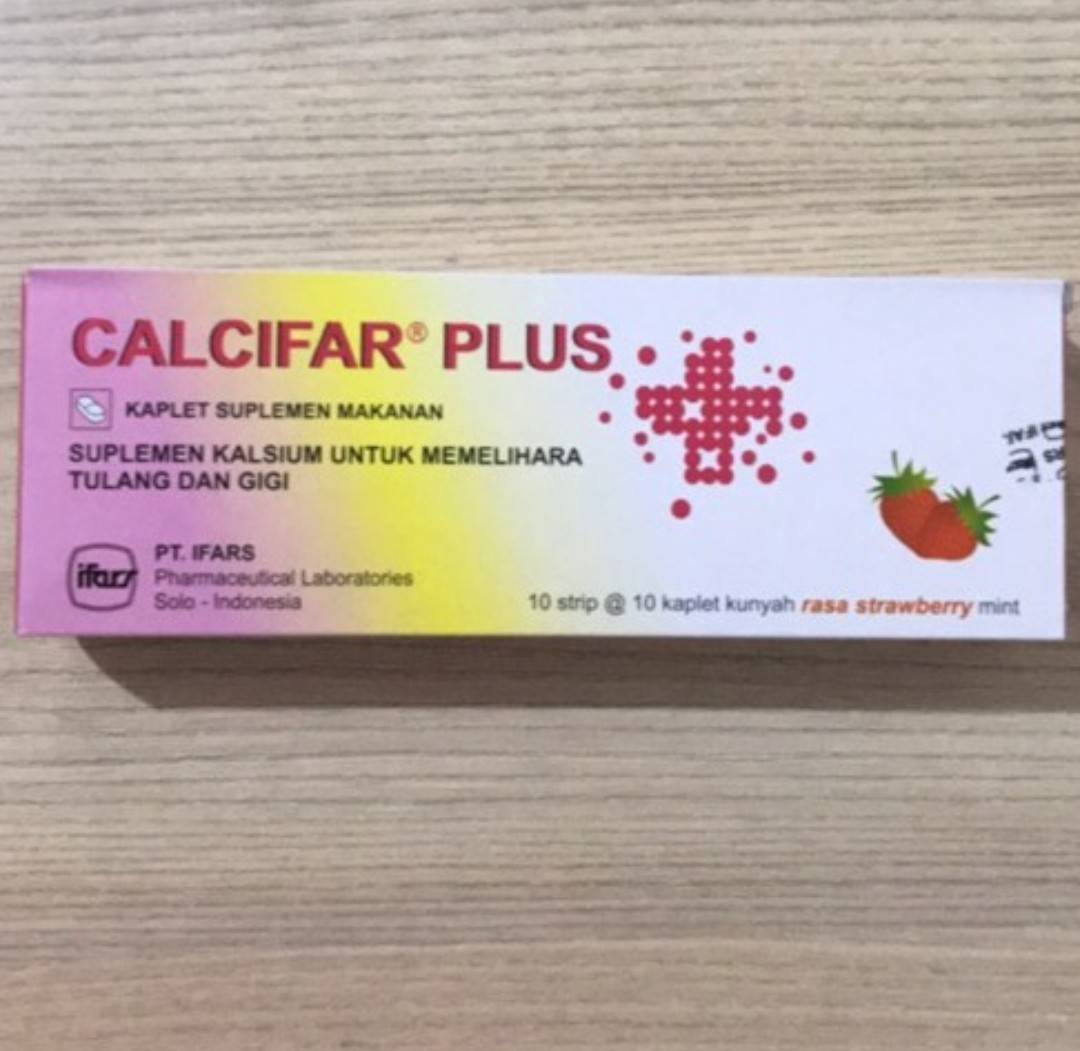 CALCIFAR® PLUS
KAPLET SUPLEMEN MAKANAN
SUPLEMEN KALSIUM UNTUK MEMELIHARA
TULANG DAN GIGI
ifars
PT. IFARS
Pharmaceutical Laboratories
Solo - Indonesia
10 strip @ 10 kaplet kunyah rasa strawberry mint